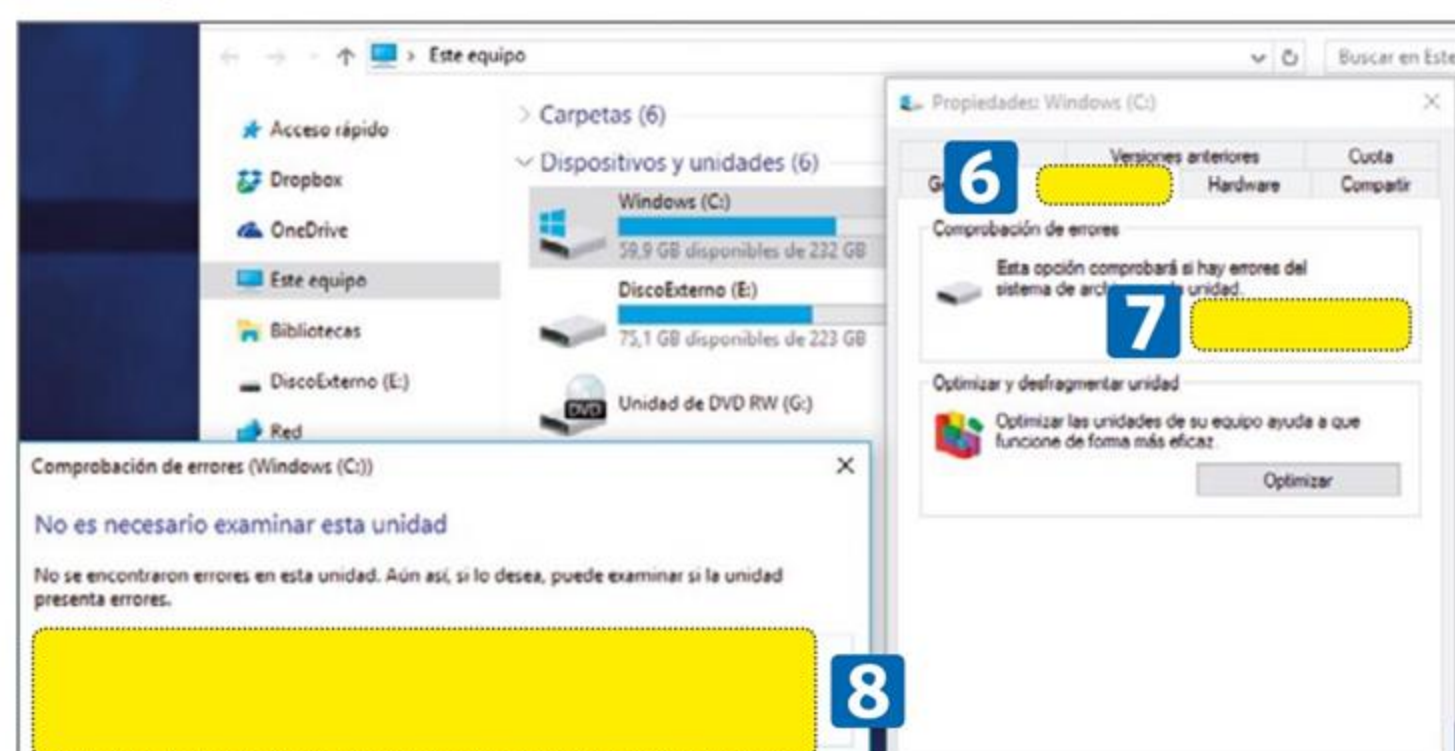 Este equipo
Buscar en Este
Acceso rápido
Dropbox
OneDrive
Este equipo
Bibliotecas
DiscoExterno (E:)
Red
Carpetas (6)
Dispositivos y unidades (6)
Windows (C:)
59,9 GB disponibles de 232 GB
DiscoExterno (E:)
75,1 GB disponibles de 223 GB
DVD
Unidad de DVD RW (G:)
Propiedades: Windows (C:)
Versiones anteriores
Cuota
6
Hardware
Compartir
Comprobación de errores
Esta opción comprobará si hay errores del
sistema de unidad.
7
Optimizar y desfragmentar unidad
Optimizar las unidades de su equipo ayuda a que
funcione de forma más eficaz.
Optimizar
Comprobación de errores (Windows (C:))
No es necesario examinar esta unidad
No se encontraron errores en esta unidad. Aún así, si lo desea, puede examinar si la unidad
presenta errores.
8